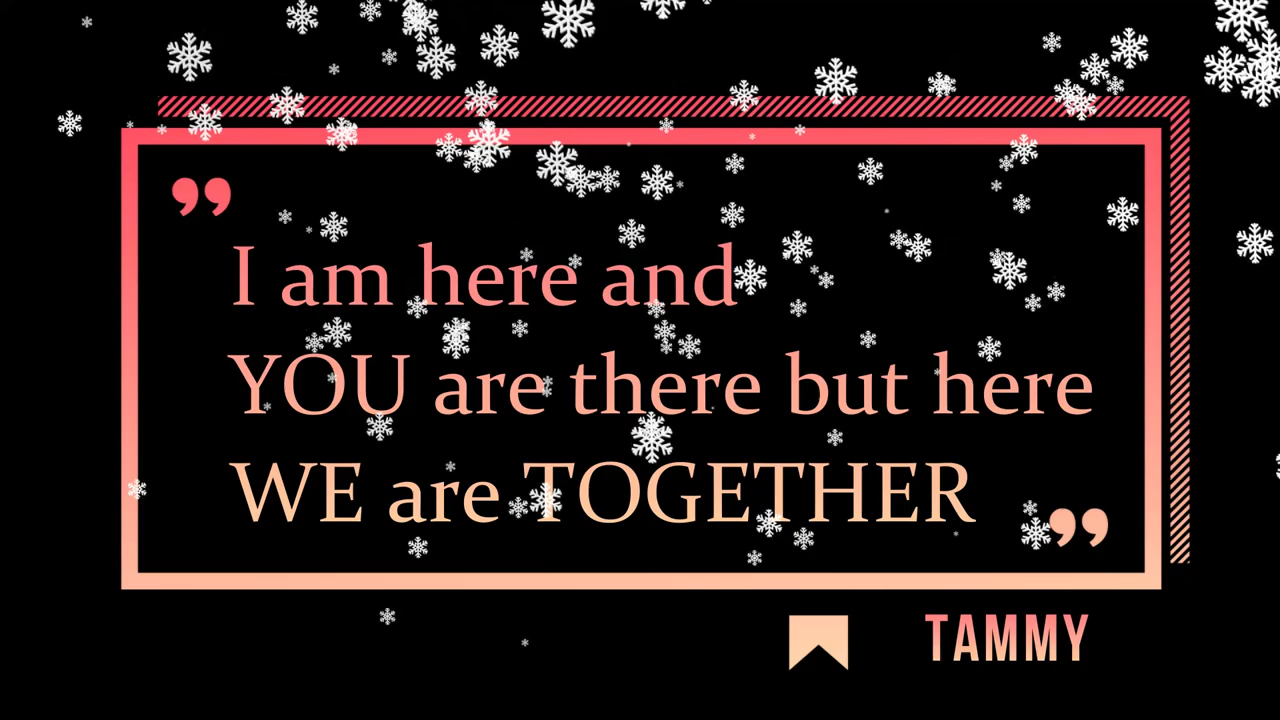 ”
I am here and
YOU are there but here
WE are TOGETHER
”
TAMMY